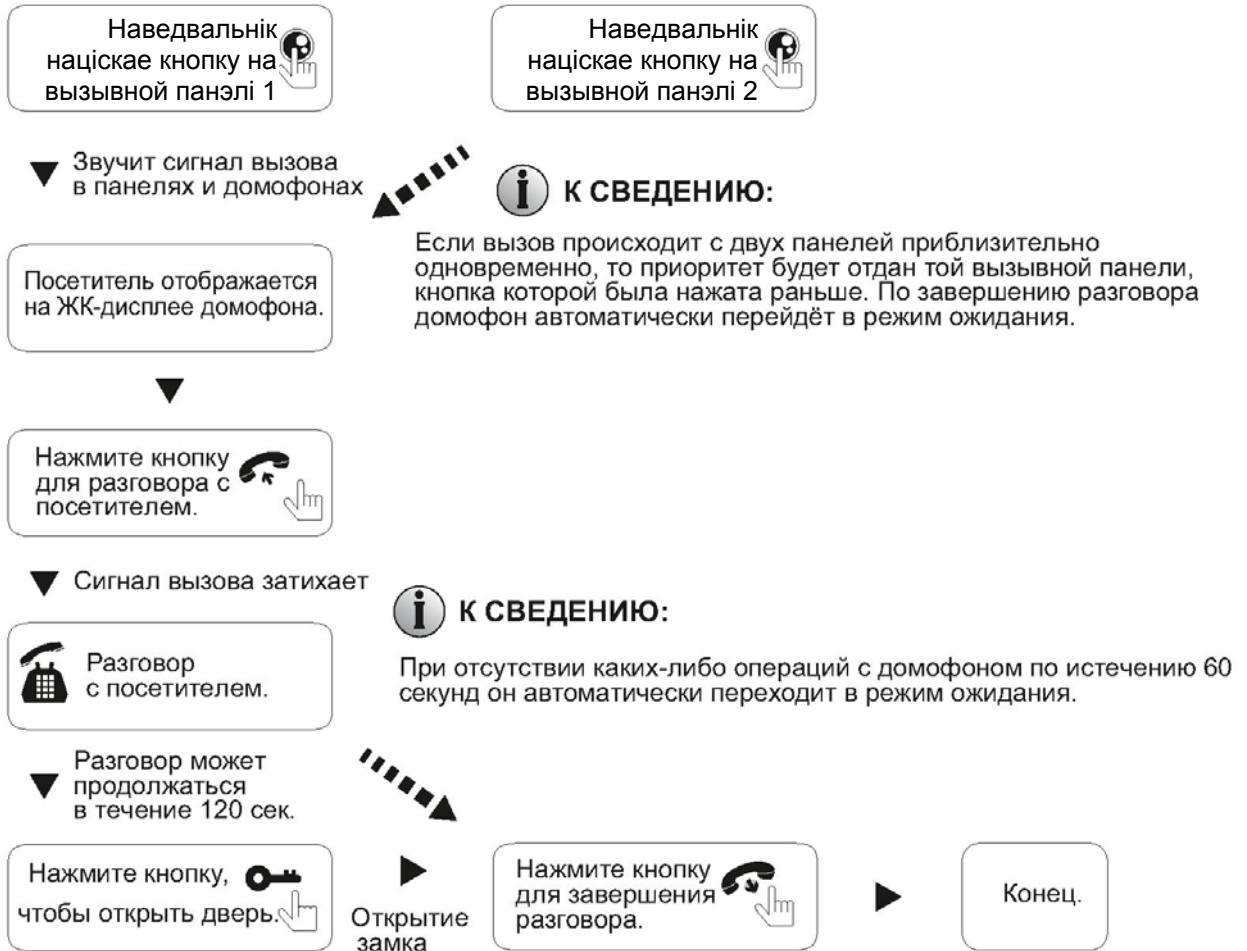 Наведвальнік
націскае кнопку на
вызыўной панэлі 1
Наведвальнік
націскае кнопку на
вызыўной панэлі 2
Звучит сигнал вызова
в панелях и домофонах
К СВЕДЕНИЮ:
Если вызов происходит с двух панелей приблизительно
одновременно, то приоритет будет отдан той вызывной панели,
кнопка которой была нажата раньше. По завершению разговора
домофон автоматически перейдёт в режим ожидания.
Посетитель отображается
на ЖК-дисплее домофона.
Нажмите кнопку
для разговора с
посетителем.
Сигнал вызова затихает
К СВЕДЕНИЮ:
При отсутствии каких-либо операций с домофоном по истечению 60
секунд он автоматически переходит в режим ожидания.
Разговор
с посетителем.
Разговор может
продолжаться
в течение 120 сек.
Нажмите кнопку,
чтобы открыть дверь.
Открытие
замка
Нажмите кнопку
для завершения
разговора.
Конец.